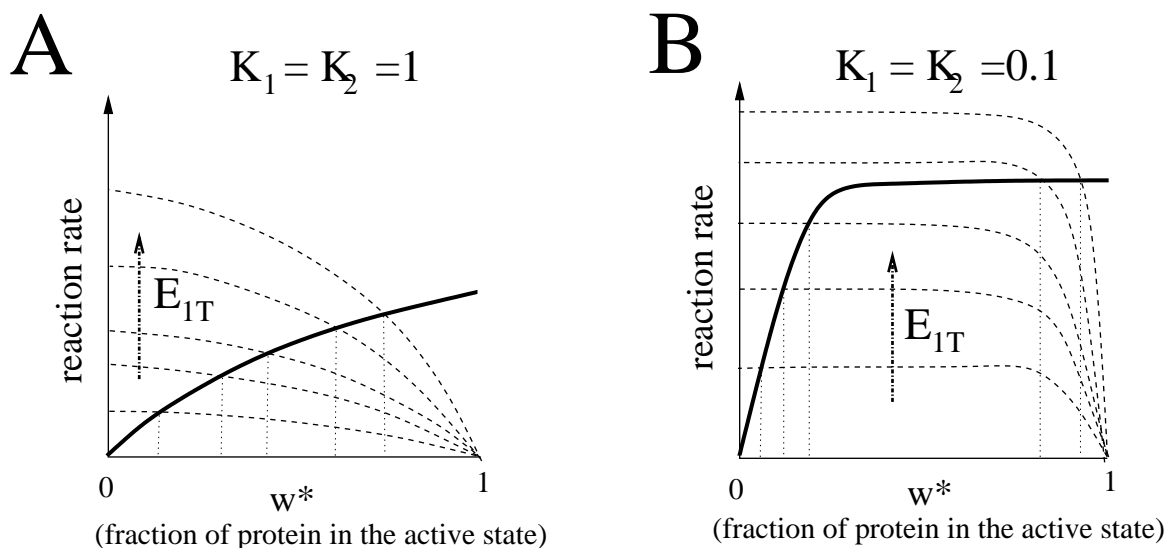 A
K1 = K2 =1
reaction rate
E1T
0
1
w*
(fraction of protein in the active state)
B
K1 = K2 =0.1
reaction rate
E1T
0
1
w*
(fraction of protein in the active state)